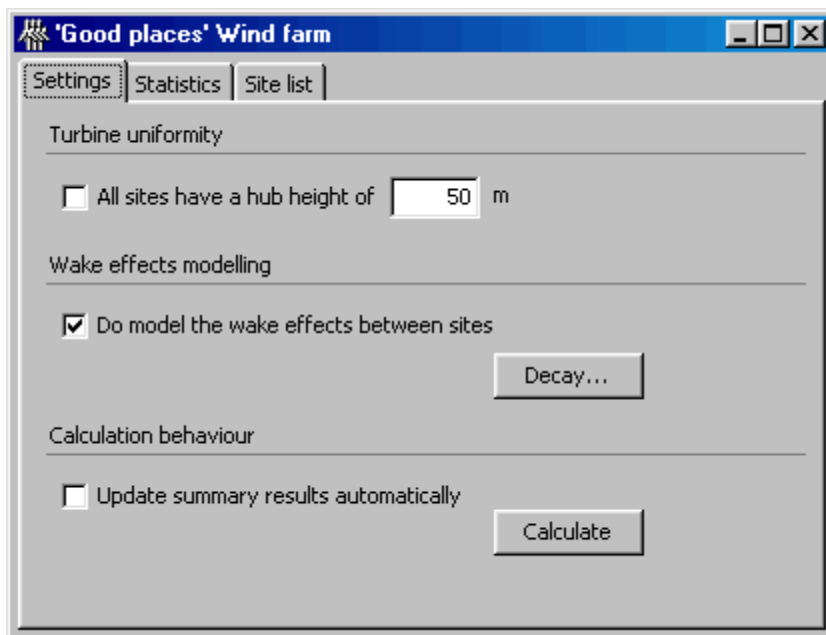 'Good places' Wind farm
Settings Statistics Site list
Turbine uniformity
All sites have a hub height of 50 m
Wake effects modelling
Do model the wake effects between sites
Decay...
Calculation behaviour
Update summary results automatically
Calculate